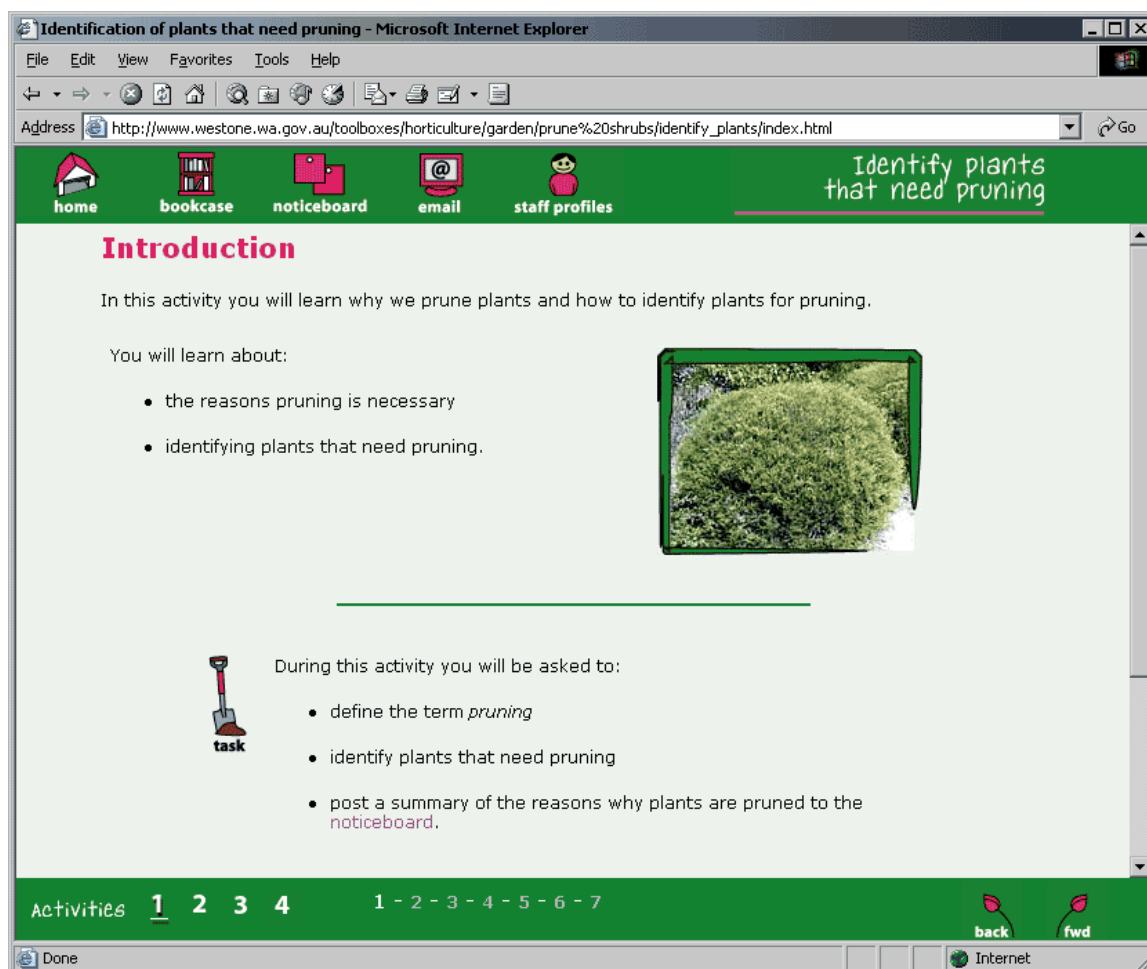 Identification of plants that need pruning - Microsoft Internet Explorer
File Edit View Favorites Tools Help
Address http://www.westone.wa.gov.au/toolboxes/horticulture/garden/prune%20shrubs/identify_plants/index.html Go
home bookcase noticeboard email staff profiles
@
Identify plants
that need pruning
Introduction
In this activity you will learn why we prune plants and how to identify plants for pruning.
You will learn about:
• the reasons pruning is necessary
• identifying plants that need pruning.
During this activity you will be asked to:
task
• define the term pruning
• identify plants that need pruning
• post a summary of the reasons why plants are pruned to the
noticeboard.
Activities 1 2 3 4 1 - 2 - 3 - 4 - 5 - 6 - 7
back fwd
Done Internet